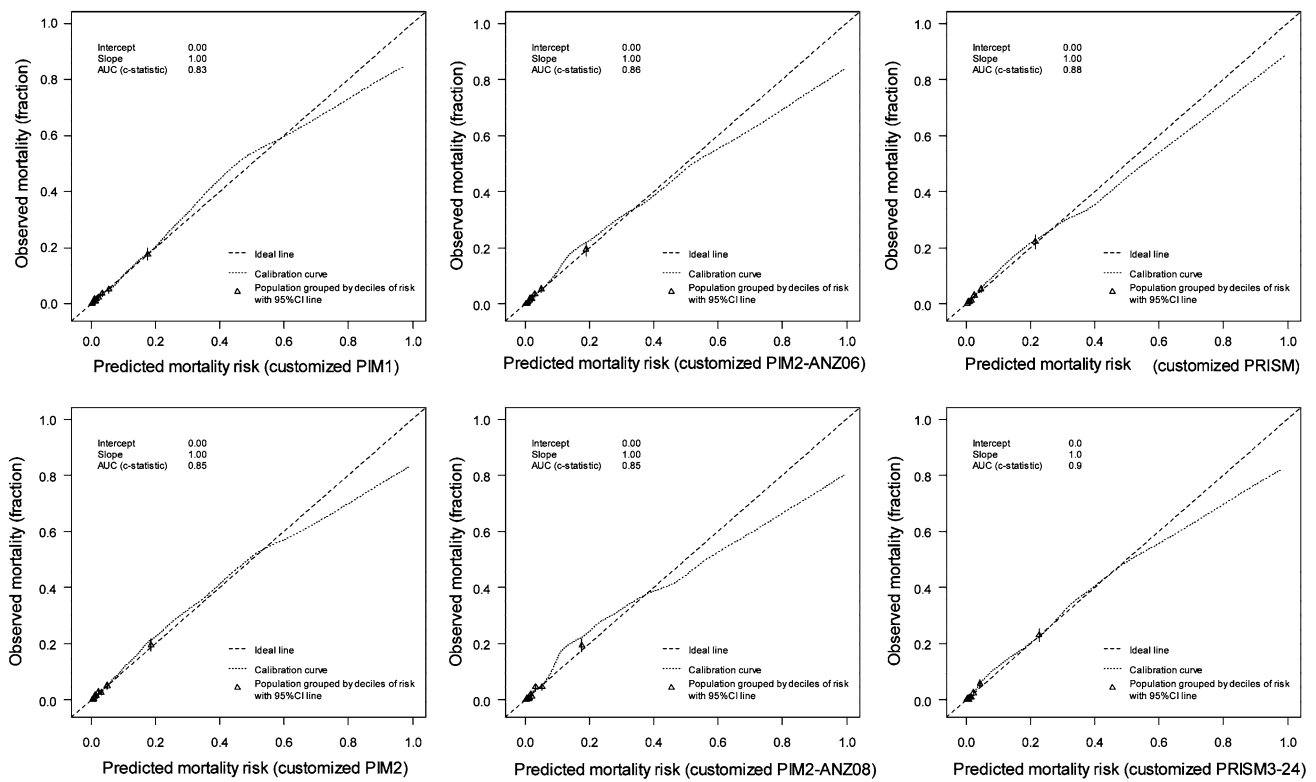 Observed mortality (fraction)
1.0
0.8
0.6
0.4
0.2
0.0
Intercept 0.00
Slope 1.00
AUC (c-statistic) 0.83
Ideal line
Calibration curve
Population grouped by deciles of risk
with 95%CI line
0.0 0.2 0.4 0.6 0.8 1.0
Predicted mortality risk (customized PIM1)
Observed mortality (fraction)
1.0
0.8
0.6
0.4
0.2
0.0
Intercept 0.00
Slope 1.00
AUC (c-statistic) 0.86
Ideal line
Calibration curve
Population grouped by deciles of risk
with 95%CI line
0.0 0.2 0.4 0.6 0.8 1.0
Predicted mortality risk (customized PIM2-ANZ06)
Observed mortality (fraction)
1.0
0.8
0.6
0.4
0.2
0.0
Intercept 0.00
Slope 1.00
AUC (c-statistic) 0.88
Ideal line
Calibration curve
Population grouped by deciles of risk
with 95%CI line
0.0 0.2 0.4 0.6 0.8 1.0
Predicted mortality risk (customized PRISM)
Observed mortality (fraction)
1.0
0.8
0.6
0.4
0.2
0.0
Intercept 0.00
Slope 1.00
AUC (c-statistic) 0.85
Ideal line
Calibration curve
Population grouped by deciles of risk
with 95%CI line
0.0 0.2 0.4 0.6 0.8 1.0
Predicted mortality risk (customized PIM2)
Observed mortality (fraction)
1.0
0.8
0.6
0.4
0.2
0.0
Intercept 0.00
Slope 1.00
AUC (c-statistic) 0.85
Ideal line
Calibration curve
Population grouped by deciles of risk
with 95%CI line
0.0 0.2 0.4 0.6 0.8 1.0
Predicted mortality risk (customized PIM2-ANZ08)
Observed mortality (fraction)
1.0
0.8
0.6
0.4
0.2
0.0
Intercept 0.0
Slope 1.0
AUC (c-statistic) 0.9
Ideal line
Calibration curve
Population grouped by deciles of risk
with 95%CI line
0.0 0.2 0.4 0.6 0.8 1.0
Predicted mortality risk (customized PRISM3-24)